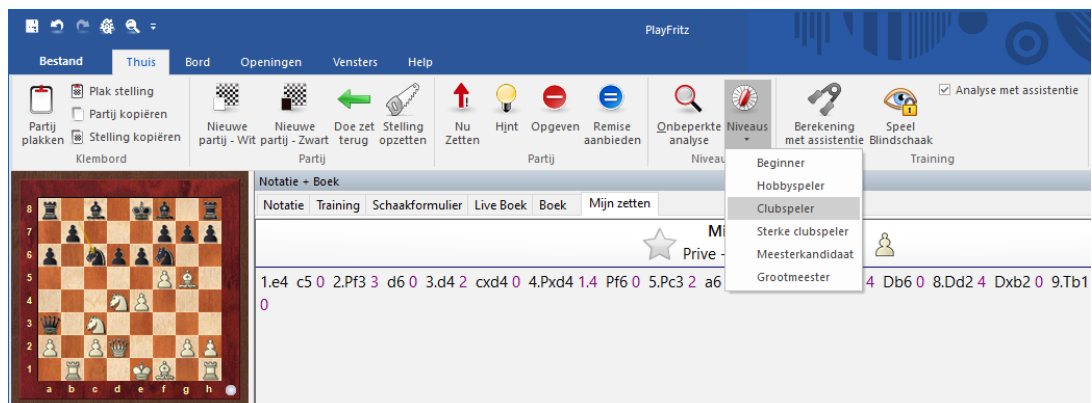 PlayFritz
Bestand Thuis Bord Openingen Vensters Help
Partij plakken
Plak stelling
Partij kopiëren
Stelling kopiëren
Klembord
Nieuwe partij - Wit
Nieuwe partij - Zwart
Doe zet terug
Stelling opzetten
Partij
Nu Zetten
Hint
Opgeven
Remise aanbieden
Partij
Onbeperkte analyse
Niveaus
Niveau
Berekening met assistentie
Speel Blindschaak
Analyse met assistentie
Training
Beginner
Hobbyspeler
Clubspeler
Sterke clubspeler
Meesterkandidaat
Grootmeester
Notatie + Boek
Notatie Training Schaakformulier Live Boek Boek Mijn zetten
Mi
Prive -
1.e4 c5 0 2.Pf3 3 d6 0 3.d4 2 cxd4 0 4.Pxd4 1.4 Pf6 0 5.Pc3 2 a6 4 Db6 0 8.Dd2 4 Dxb2 0 9.Tb1
0
8
7
6
5
4
3
2
1
a b c d e f g h